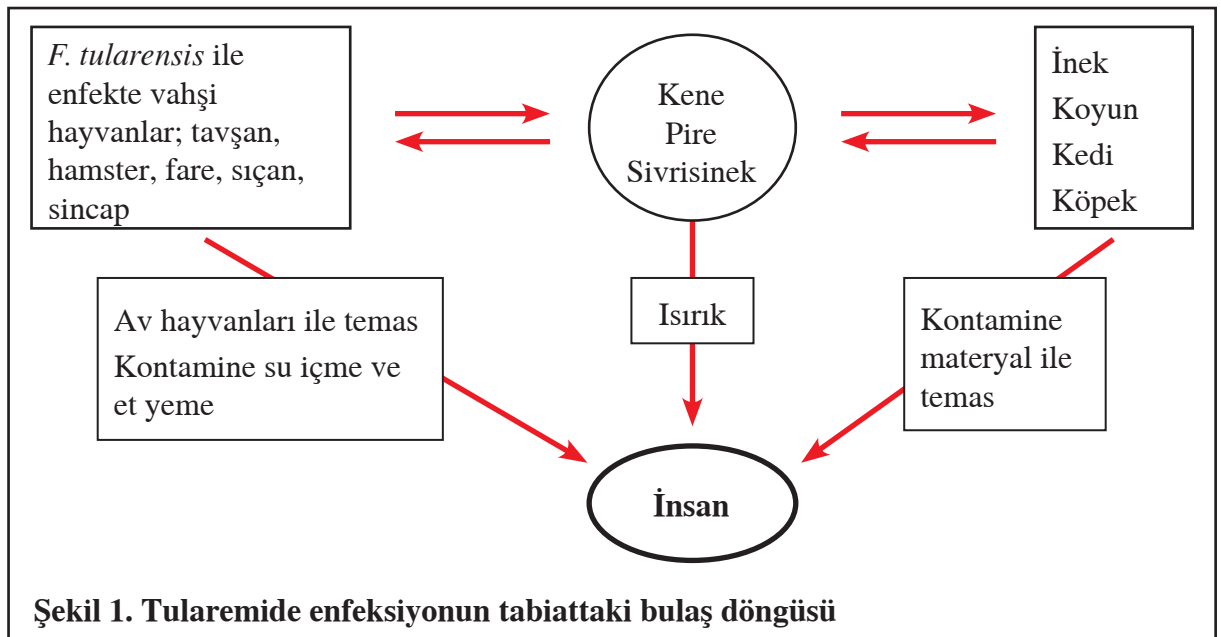 F. tularensis ile
enfekte vahşi
hayvanlar; tavşan,
hamster, fare, sıçan,
sincap
Kene
Pire
Sivrisinek
İnek
Koyun
Kedi
Köpek
Av hayvanları ile temas
Kontamine su içme ve
et yeme
Isırık
Kontamine
materyal ile
temas
İnsan
Şekil 1. Tularemide enfeksiyonun tabiattaki bulaş döngüsü